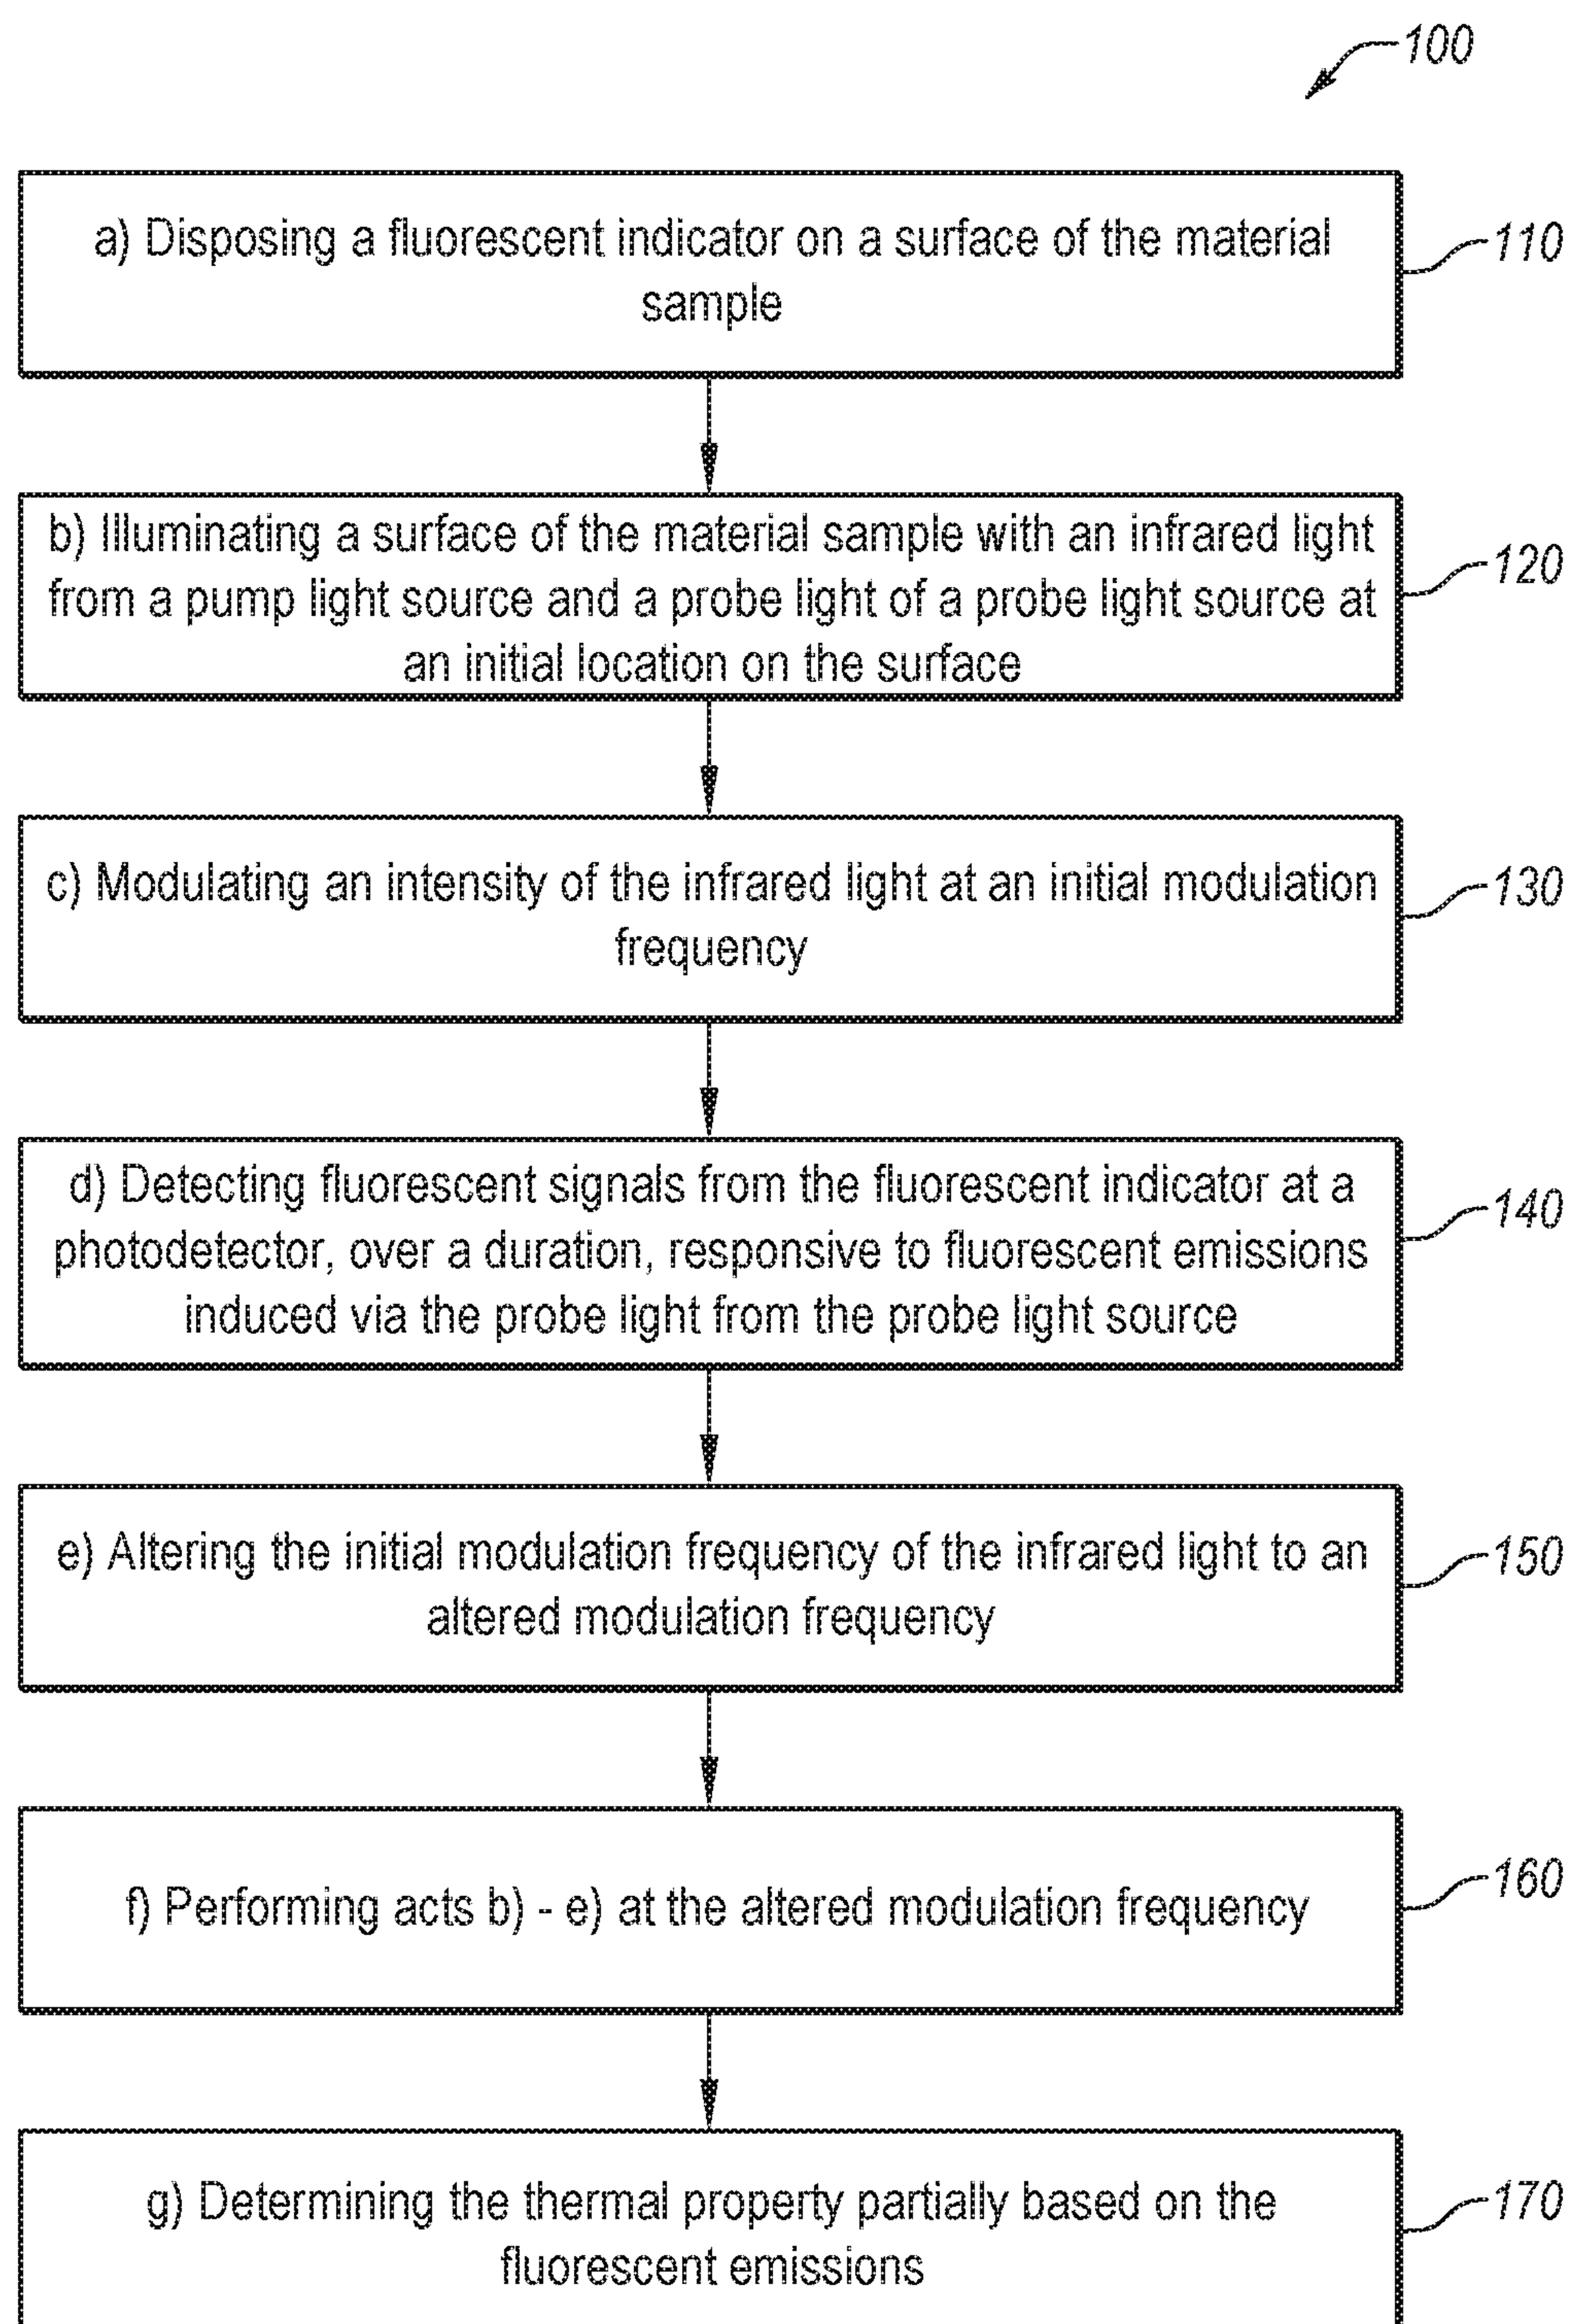 100
a) Disposing a fluorescent indicator on a surface of the material
sample
110
b) Illuminating a surface of the material sample with an infrared light
from a pump light source and a probe light of a probe light source at
an initial location on the surface
120
c) Modulating an intensity of the infrared light at an initial modulation
frequency
130
d) Detecting fluorescent signals from the fluorescent indicator at a
photodetector, over a duration, responsive to fluorescent emissions
induced via the probe light from the probe light source
140
e) Altering the initial modulation frequency of the infrared light to an
altered modulation frequency
150
f) Performing acts b) - e) at the altered modulation frequency
160
g) Determining the thermal property partially based on the
fluorescent emissions
170